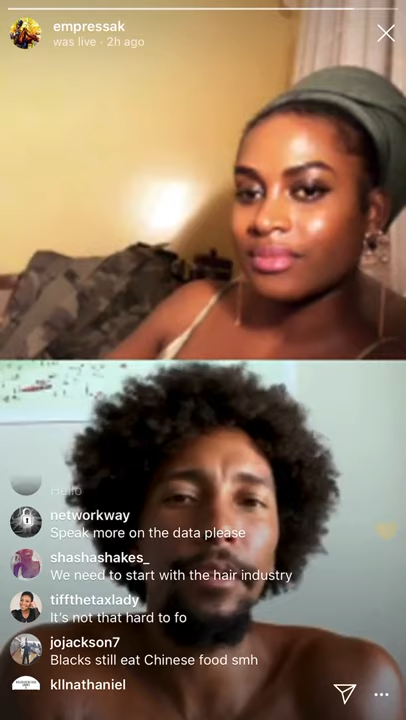 empressak
was live · 2h ago
Hello
networkway
Speak more on the data please
shashashakes_
We need to start with the hair industry
tiffthetaxlady
It's not that hard to fo
jojackson7
Blacks still eat Chinese food smh
kllnathaniel